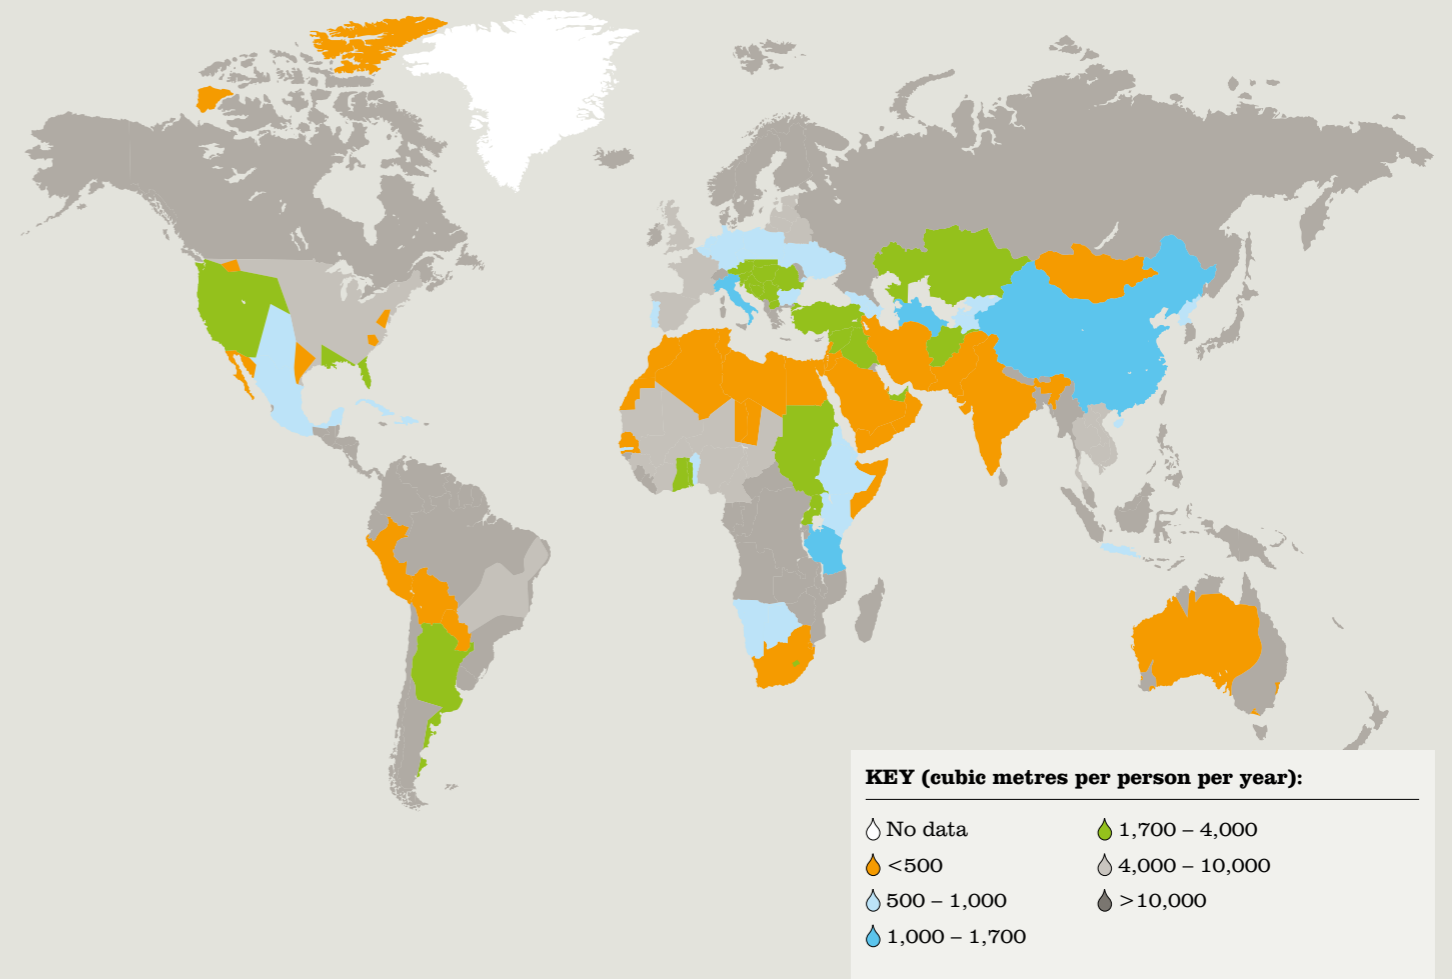 KEY (cubic metres per person per year):
No data
<500
500 – 1,000
1,000 – 1,700
1,700 – 4,000
4,000 – 10,000
>10,000